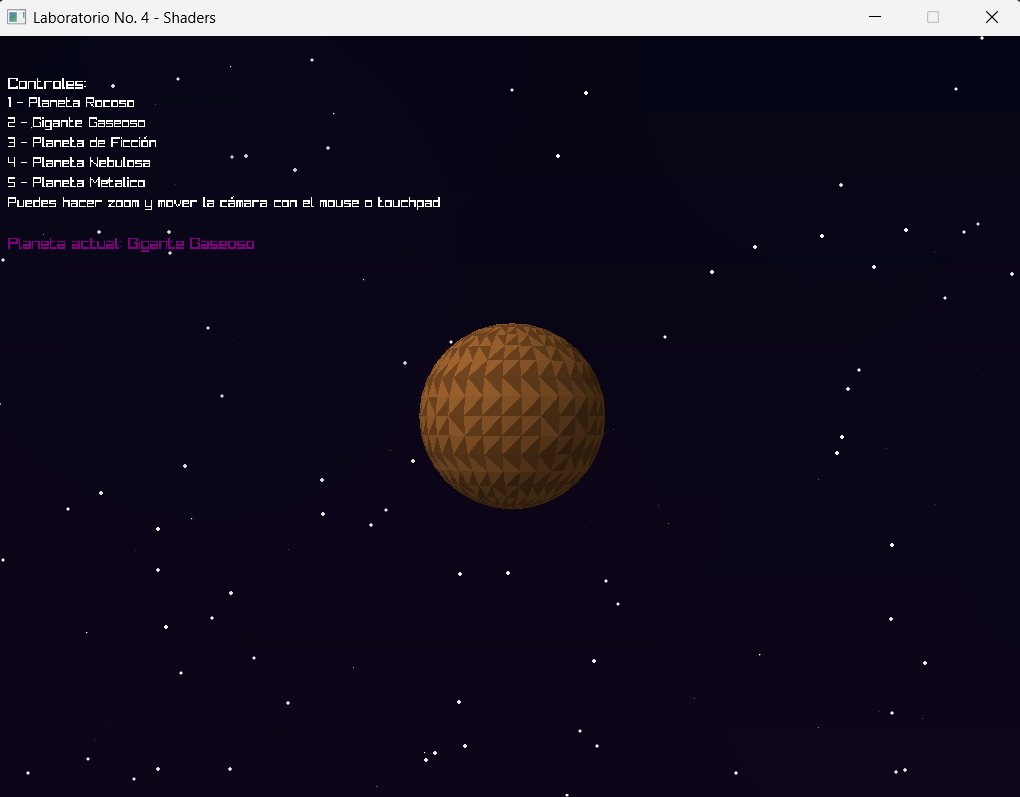 Laboratorio No. 4 - Shaders
Controles:
1 - Planeta Rocoso
2 - Gigante Gaseoso
3 - Planeta de Ficción
4 - Planeta Nebulosa
5 - Planeta Metalico
Puedes hacer zoom y mover la cámara con el mouse o touchpad
Planeta actual: Gigante Gaseoso